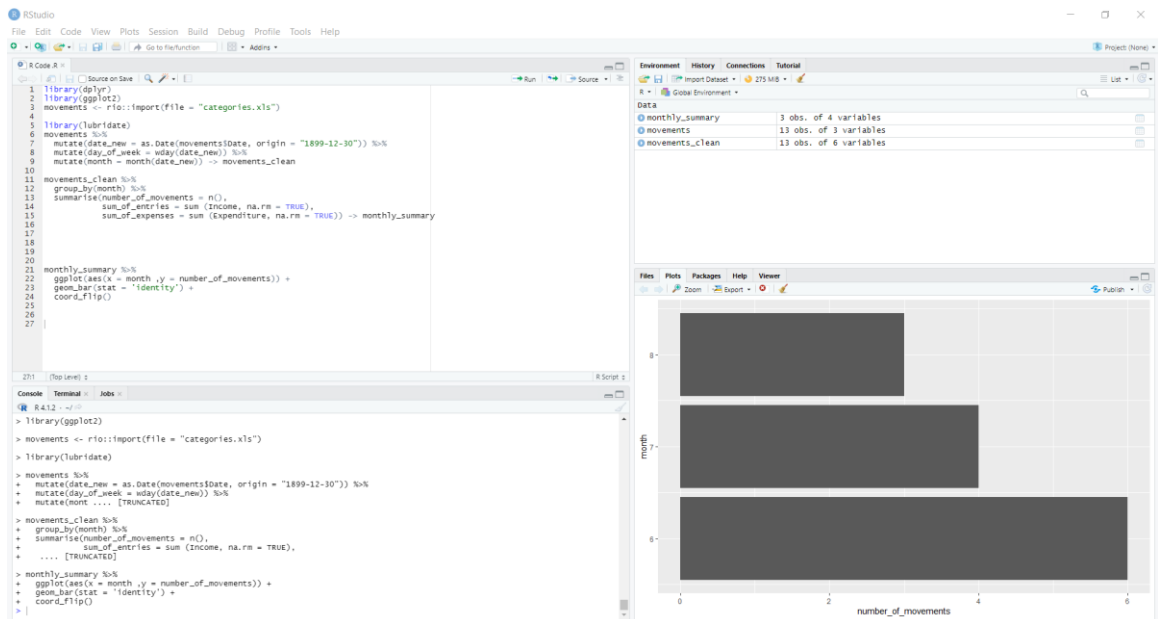 RStudio
File Edit Code View Plots Session Build Debug Profile Tools Help
Go to file/function Addins
Project: (None)
R Code .R
Source on Save Run Source
1 library(dplyr)
2 library(ggplot2)
3 movements <- rio::import(file = "categories.xls")
4
5 library(lubridate)
6 movements %>%
7 mutate(date_new = as.Date(movements$Date, origin = "1899-12-30")) %>%
8 mutate(day_of_week = wday(date_new)) %>%
9 mutate(month = month(date_new)) -> movements_clean
10
11 movements_clean %>%
12 group_by(month) %>%
13 summarise(number_of_movements = n(),
14 sum_of_entries = sum (Income, na.rm = TRUE),
15 sum_of_expenses = sum (Expenditure, na.rm = TRUE)) -> monthly_summary
16
17
18
19
20
21 monthly_summary %>%
22 ggplot(aes(x = month ,y = number_of_movements)) +
23 geom_bar(stat = 'identity') +
24 coord_flip()
25
26
27
27:1 (Top Level) R Script
Console Terminal Jobs
R 4.1.2 · ~/
> library(ggplot2)
> movements <- rio::import(file = "categories.xls")
> library(lubridate)
> movements %>%
+ mutate(date_new = as.Date(movements$Date, origin = "1899-12-30")) %>%
+ mutate(day_of_week = wday(date_new)) %>%
+ mutate(mont .... [TRUNCATED]
> movements_clean %>%
+ group_by(month) %>%
+ summarise(number_of_movements = n(),
+ sum_of_entries = sum (Income, na.rm = TRUE),
+ .... [TRUNCATED]
> monthly_summary %>%
+ ggplot(aes(x = month ,y = number_of_movements)) +
+ geom_bar(stat = 'identity') +
+ coord_flip()
>
Environment History Connections Tutorial
Import Dataset 275 MiB List
R Global Environment
Data
monthly_summary 3 obs. of 4 variables
movements 13 obs. of 3 variables
movements_clean 13 obs. of 6 variables
Files Plots Packages Help Viewer
Zoom Export Publish
8
7
6
month
0 2 4 6
number_of_movements